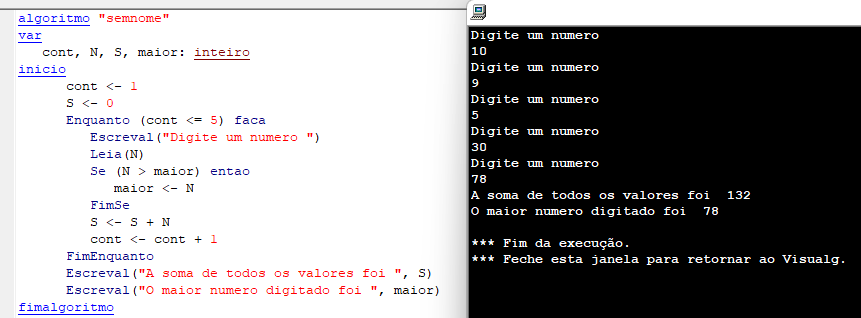 algoritmo "semnome"
var
cont, N, S, maior: inteiro
inicio
cont <- 1
S <- 0
Enquanto (cont <= 5) faca
Escreval("Digite um numero ")
Leia(N)
Se (N > maior) entao
maior <- N
FimSe
S <- S + N
cont <- cont + 1
FimEnquanto
Escreval("A soma de todos os valores foi ", S)
Escreval("O maior numero digitado foi ", maior)
fimalgoritmo
Digite um numero
10
Digite um numero
9
Digite um numero
5
Digite um numero
30
Digite um numero
78
A soma de todos os valores foi  132
O maior numero digitado foi  78
*** Fim da execução.
*** Feche esta janela para retornar ao Visualg.